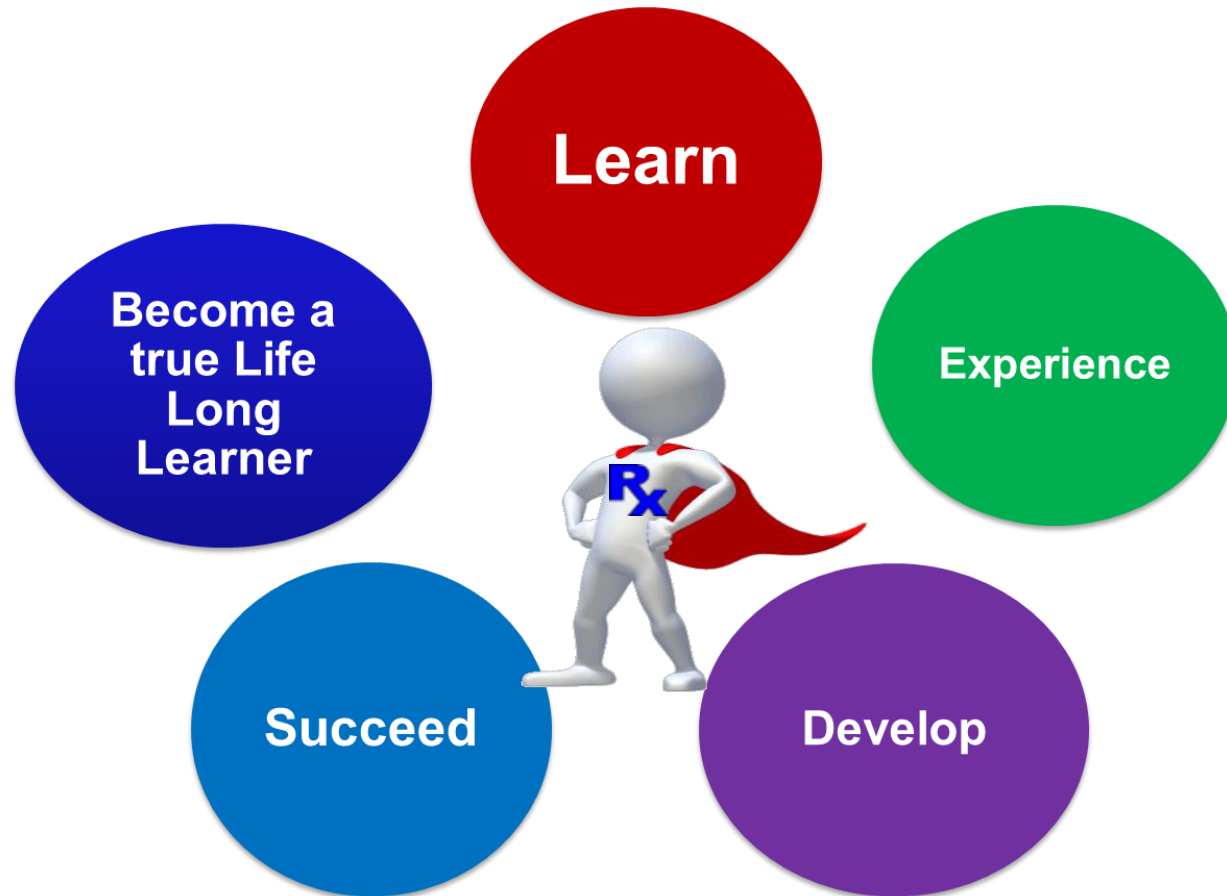 Learn
Experience
Develop
Succeed
Become a
true Life
Long
Learner
Rx